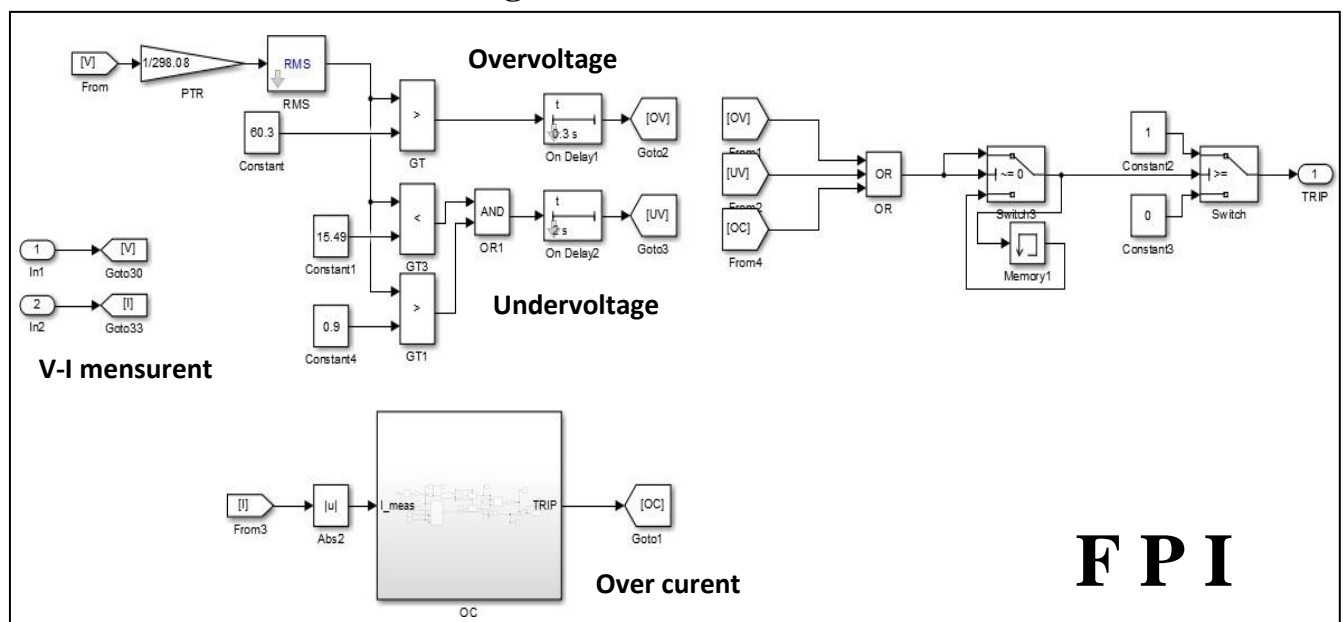 Overvoltage
[V]
From
1/298.08
PTR
RMS
RMS
60.3
Constant
>
GT
t
0.3 s
On Delay1
[OV]
Goto2
15.49
Constant1
<
GT3
AND
OR1
t
2 s
On Delay2
[UV]
Goto3
0.9
Constant4
>
GT1
Undervoltage
1
In1
[V]
Goto30
2
In2
[I]
Goto33
V-I mensurent
[OV]
From1
[UV]
From2
[OC]
From4
OR
OR
~= 0
Switch3
Memory1
1
Constant2
0
Constant3
>=
Switch
1
TRIP
[I]
From3
|u|
Abs2
I_meas
TRIP
OC
[OC]
Goto1
Over curent
F P I